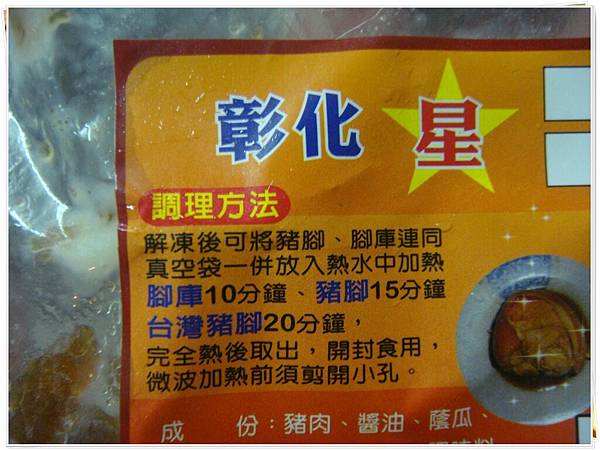 彰化 星
調理方法
解凍後可將豬腳、腳庫連同
真空袋一併放入熱水中加熱
腳庫10分鐘、豬腳15分鐘
台灣豬腳20分鐘，
完全熱後取出，開封食用，
微波加熱前須剪開小孔。
成 份：豬肉、醬油、蔭瓜、